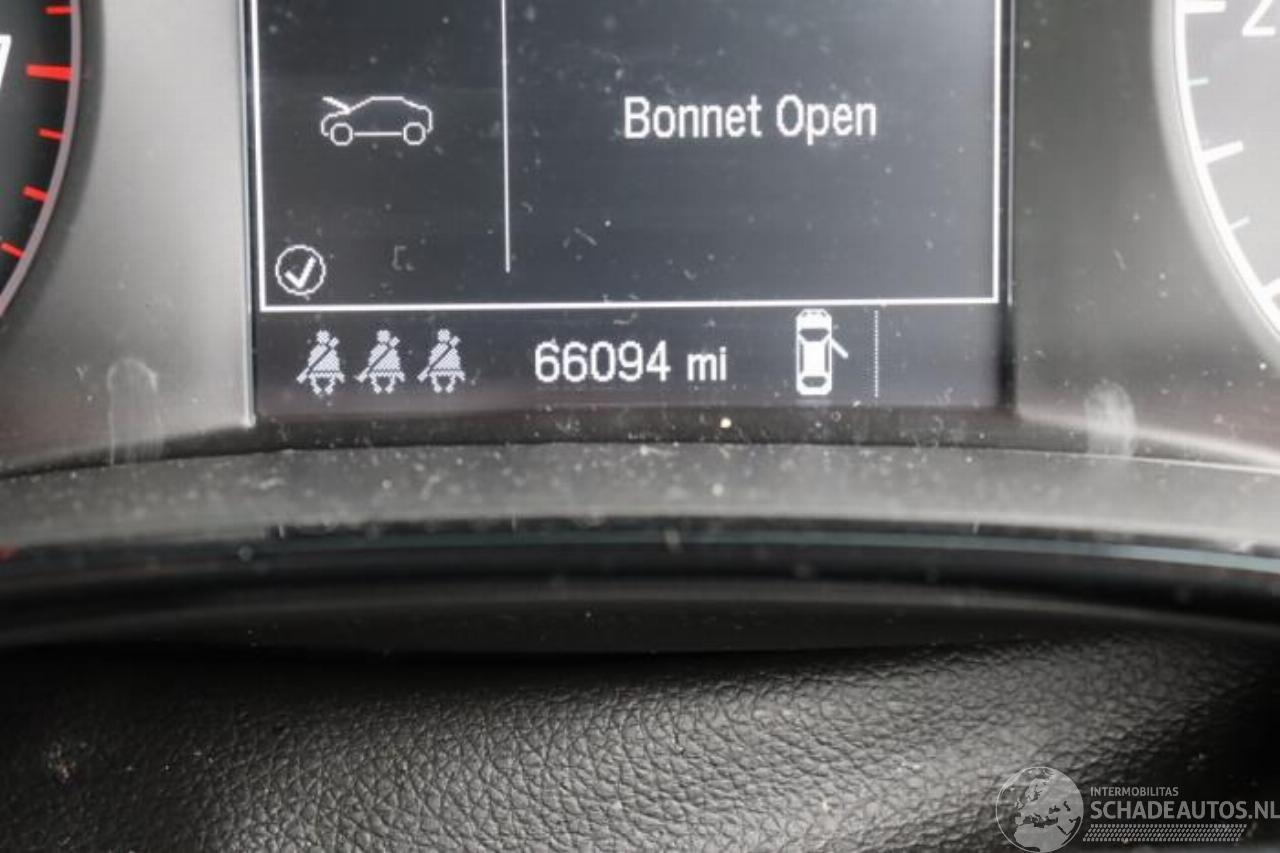 Bonnet Open
66094 mi
INTERMOBILITAS
SCHADEAUTOS.NL